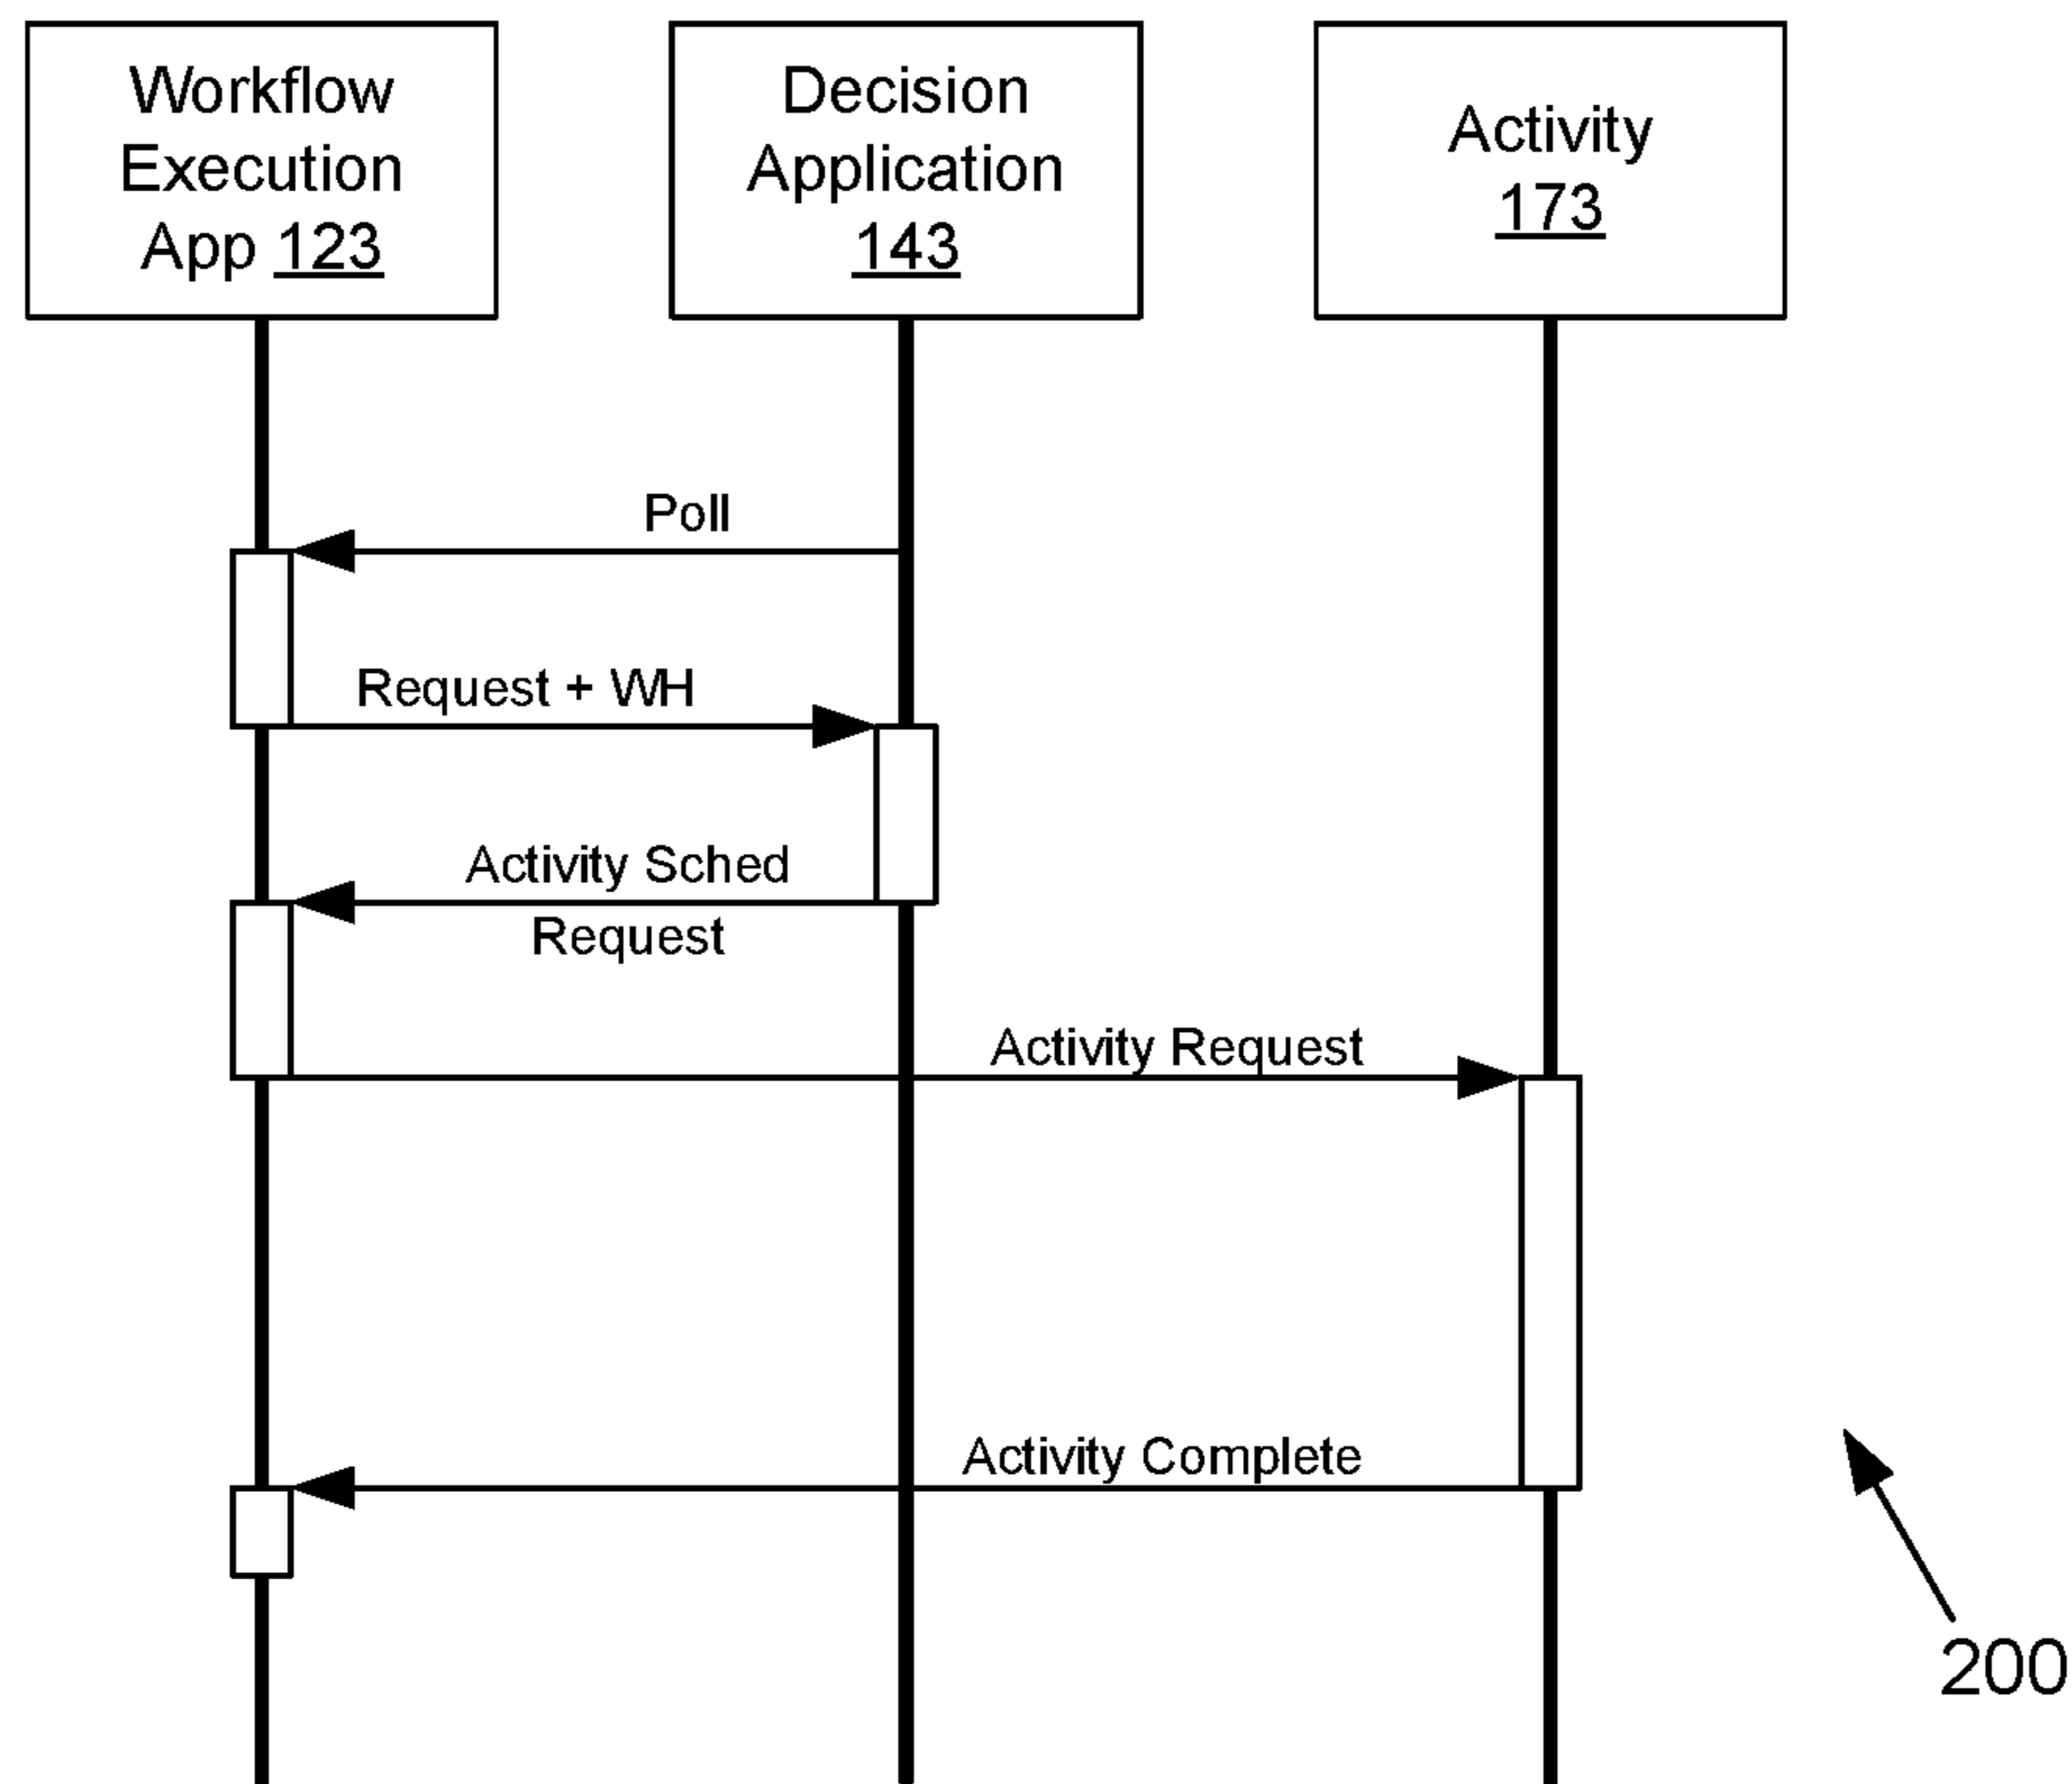 Workflow
Execution
App 123
Decision
Application
143
Activity
173
Poll
Request + WH
Activity Sched
Request
Activity Request
Activity Complete
200